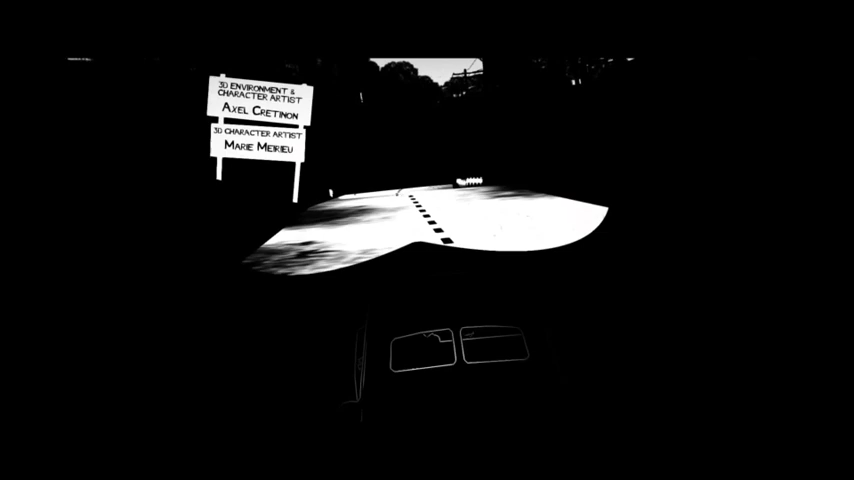 3D ENVIRONMENT &
CHARACTER ARTIST
AXEL CRETINON
3D CHARACTER ARTIST
MARIE MEIRIEU